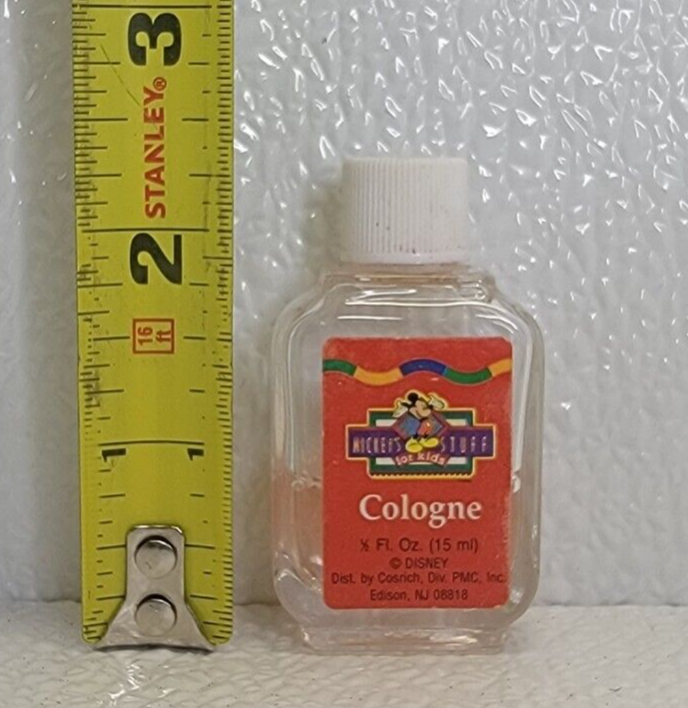 3
STANLEY®
2
16
ft
1 1
MICKEY'S STUFF
for kids
Cologne
½ Fl. Oz. (15 ml)
© DISNEY
Dist. by Cosrich, Div. PMC, Inc.
Edison, NJ 08818